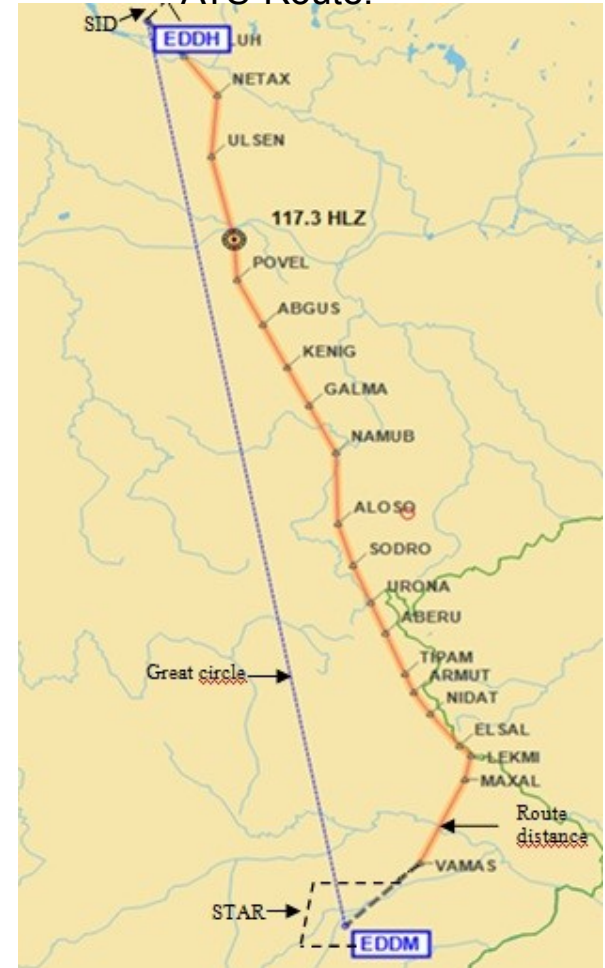 SID
EDDH
LUH
NETAX
ULSEN
117.3 HLZ
POVEL
ABGUS
KENIG
GALMA
NAMUB
ALOSO
SODRO
URONA
ABERU
TIPAM
Great circle
ARMUT
NIDAT
ELSAL
LEKMI
MAXAL
Route
distance
VAMAS
STAR
EDDM